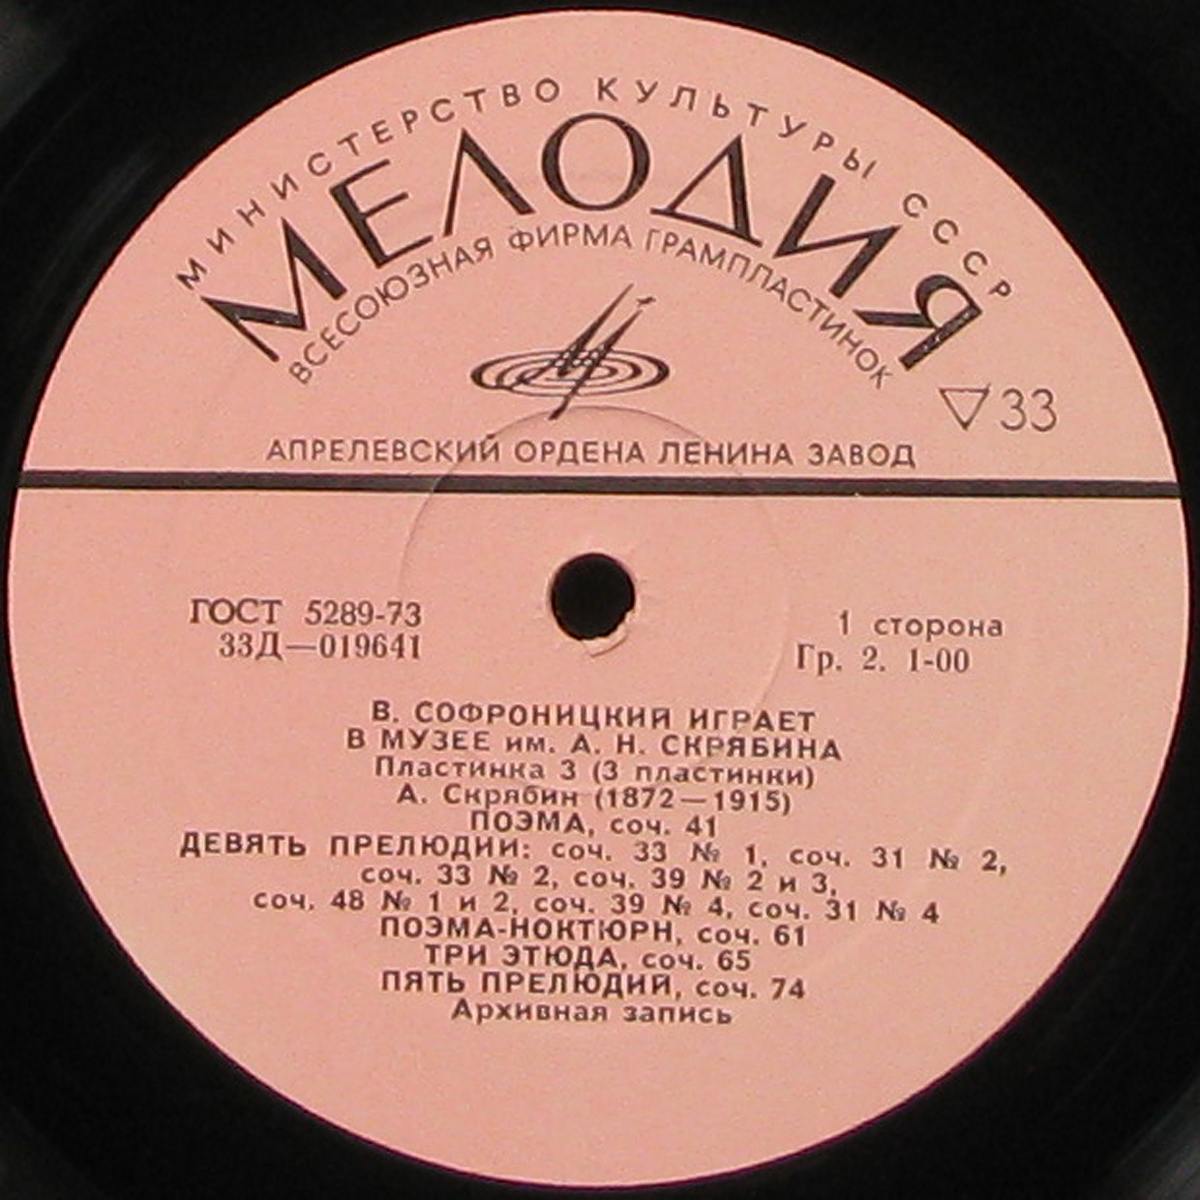 МИНИСТЕРСТВО КУЛЬТУРЫ СССР
МЕЛОДИЯ
ВСЕСОЮЗНАЯ ФИРМА ГРАМПЛАСТИНОК
▽33
АПРЕЛЕВСКИЙ ОРДЕНА ЛЕНИНА ЗАВОД
ГОСТ 5289-73
33Д—019641
1 сторона
Гр. 2. 1-00
В. СОФРОНИЦКИЙ ИГРАЕТ
В МУЗЕЕ им. А. Н. СКРЯБИНА
Пластинка 3 (3 пластинки)
А. Скрябин (1872—1915)
ПОЭМА, соч. 41
ДЕВЯТЬ ПРЕЛЮДИИ: соч. 33 № 1, соч. 31 № 2,
соч. 33 № 2, соч. 39 № 2 и 3,
соч. 48 № 1 и 2, соч. 39 № 4, соч. 31 № 4
ПОЭМА-НОКТЮРН, соч. 61
ТРИ ЭТЮДА, соч. 65
ПЯТЬ ПРЕЛЮДИЙ, соч. 74
Архивная запись